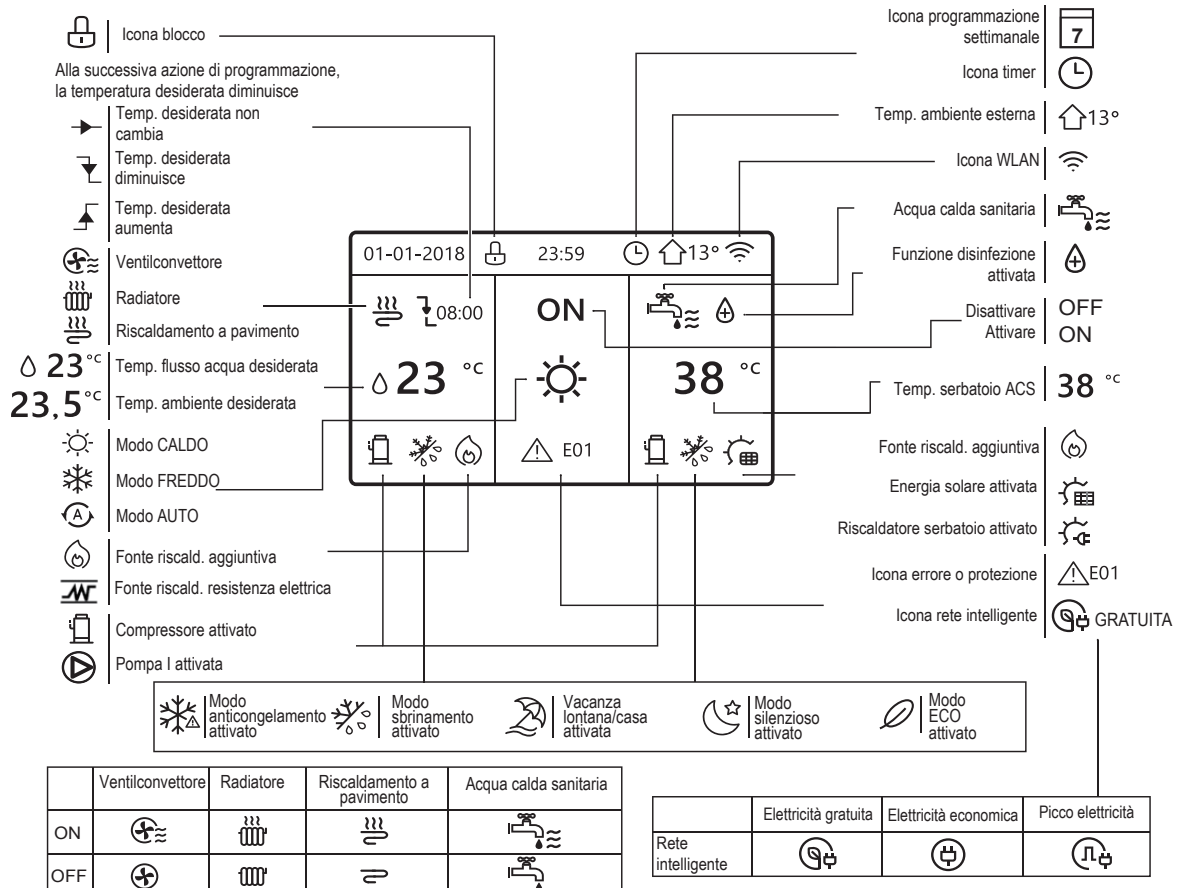 Icona blocco
Alla successiva azione di programmazione,
la temperatura desiderata diminuisce
Temp. desiderata non
cambia
Temp. desiderata
diminuisce
Temp. desiderata
aumenta
Ventilconvettore
Radiatore
Riscaldamento a pavimento
23 °C Temp. flusso acqua desiderata
23,5 °C Temp. ambiente desiderata
Modo CALDO
Modo FREDDO
A Modo AUTO
Fonte riscald. aggiuntiva
Fonte riscald. resistenza elettrica
Compressore attivato
Pompa I attivata
01-01-2018 23:59 13°
08:00 ON
23 °C 38 °C
E01
Icona programmazione
settimanale 7
Icona timer
Temp. ambiente esterna 13°
Icona WLAN
Acqua calda sanitaria
Funzione disinfezione
attivata
Disattivare OFF
Attivare ON
Temp. serbatoio ACS 38 °C
Fonte riscald. aggiuntiva
Energia solare attivata
Riscaldatore serbatoio attivato
Icona errore o protezione E01
Icona rete intelligente GRATUITA
Modo
anticongelamento
attivato
Modo
sbrinamento
attivato
Vacanza
lontana/casa
attivata
Modo
silenzioso
attivato
Modo
ECO
attivato
Ventilconvettore Radiatore Riscaldamento a
pavimento Acqua calda sanitaria
ON
OFF
Elettricità gratuita Elettricità economica Picco elettricità
Rete
intelligente